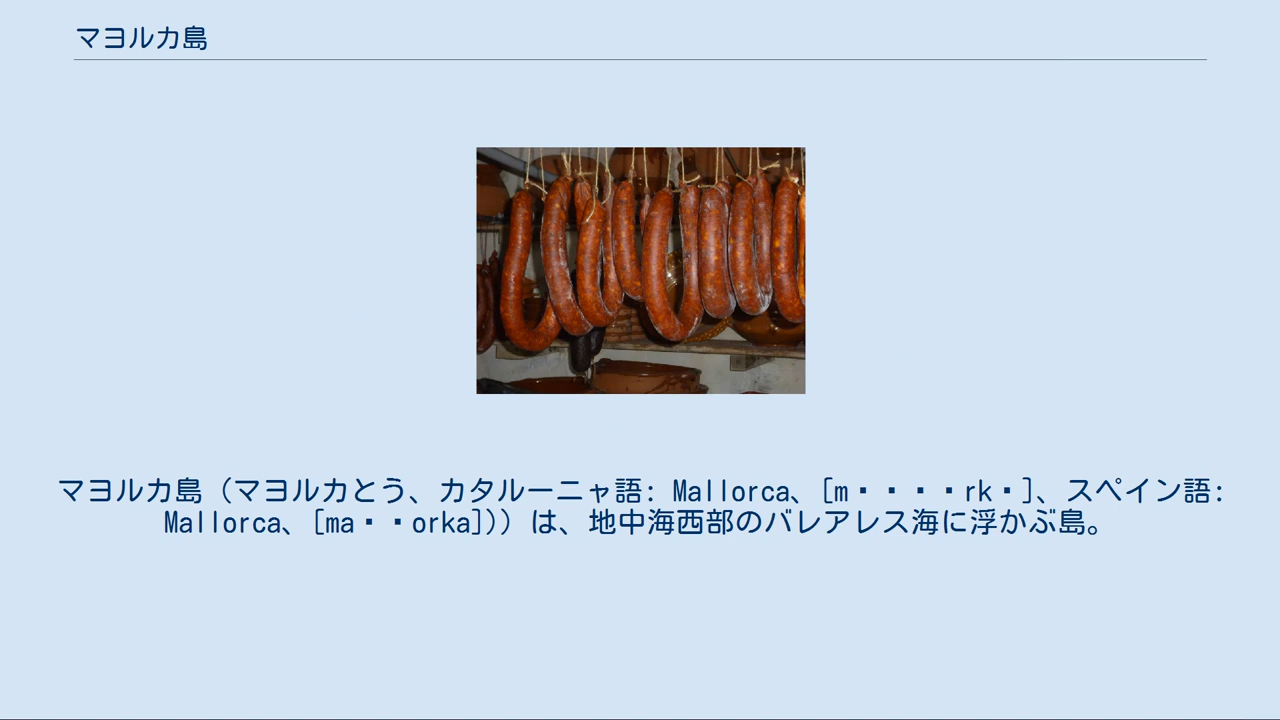 マヨルカ島
マヨルカ島（マヨルカとう、カタルーニャ語: Mallorca、[m・・・・rk・]、スペイン語:
Mallorca、[ma・・orka])）は、地中海西部のバレアレス海に浮かぶ島。